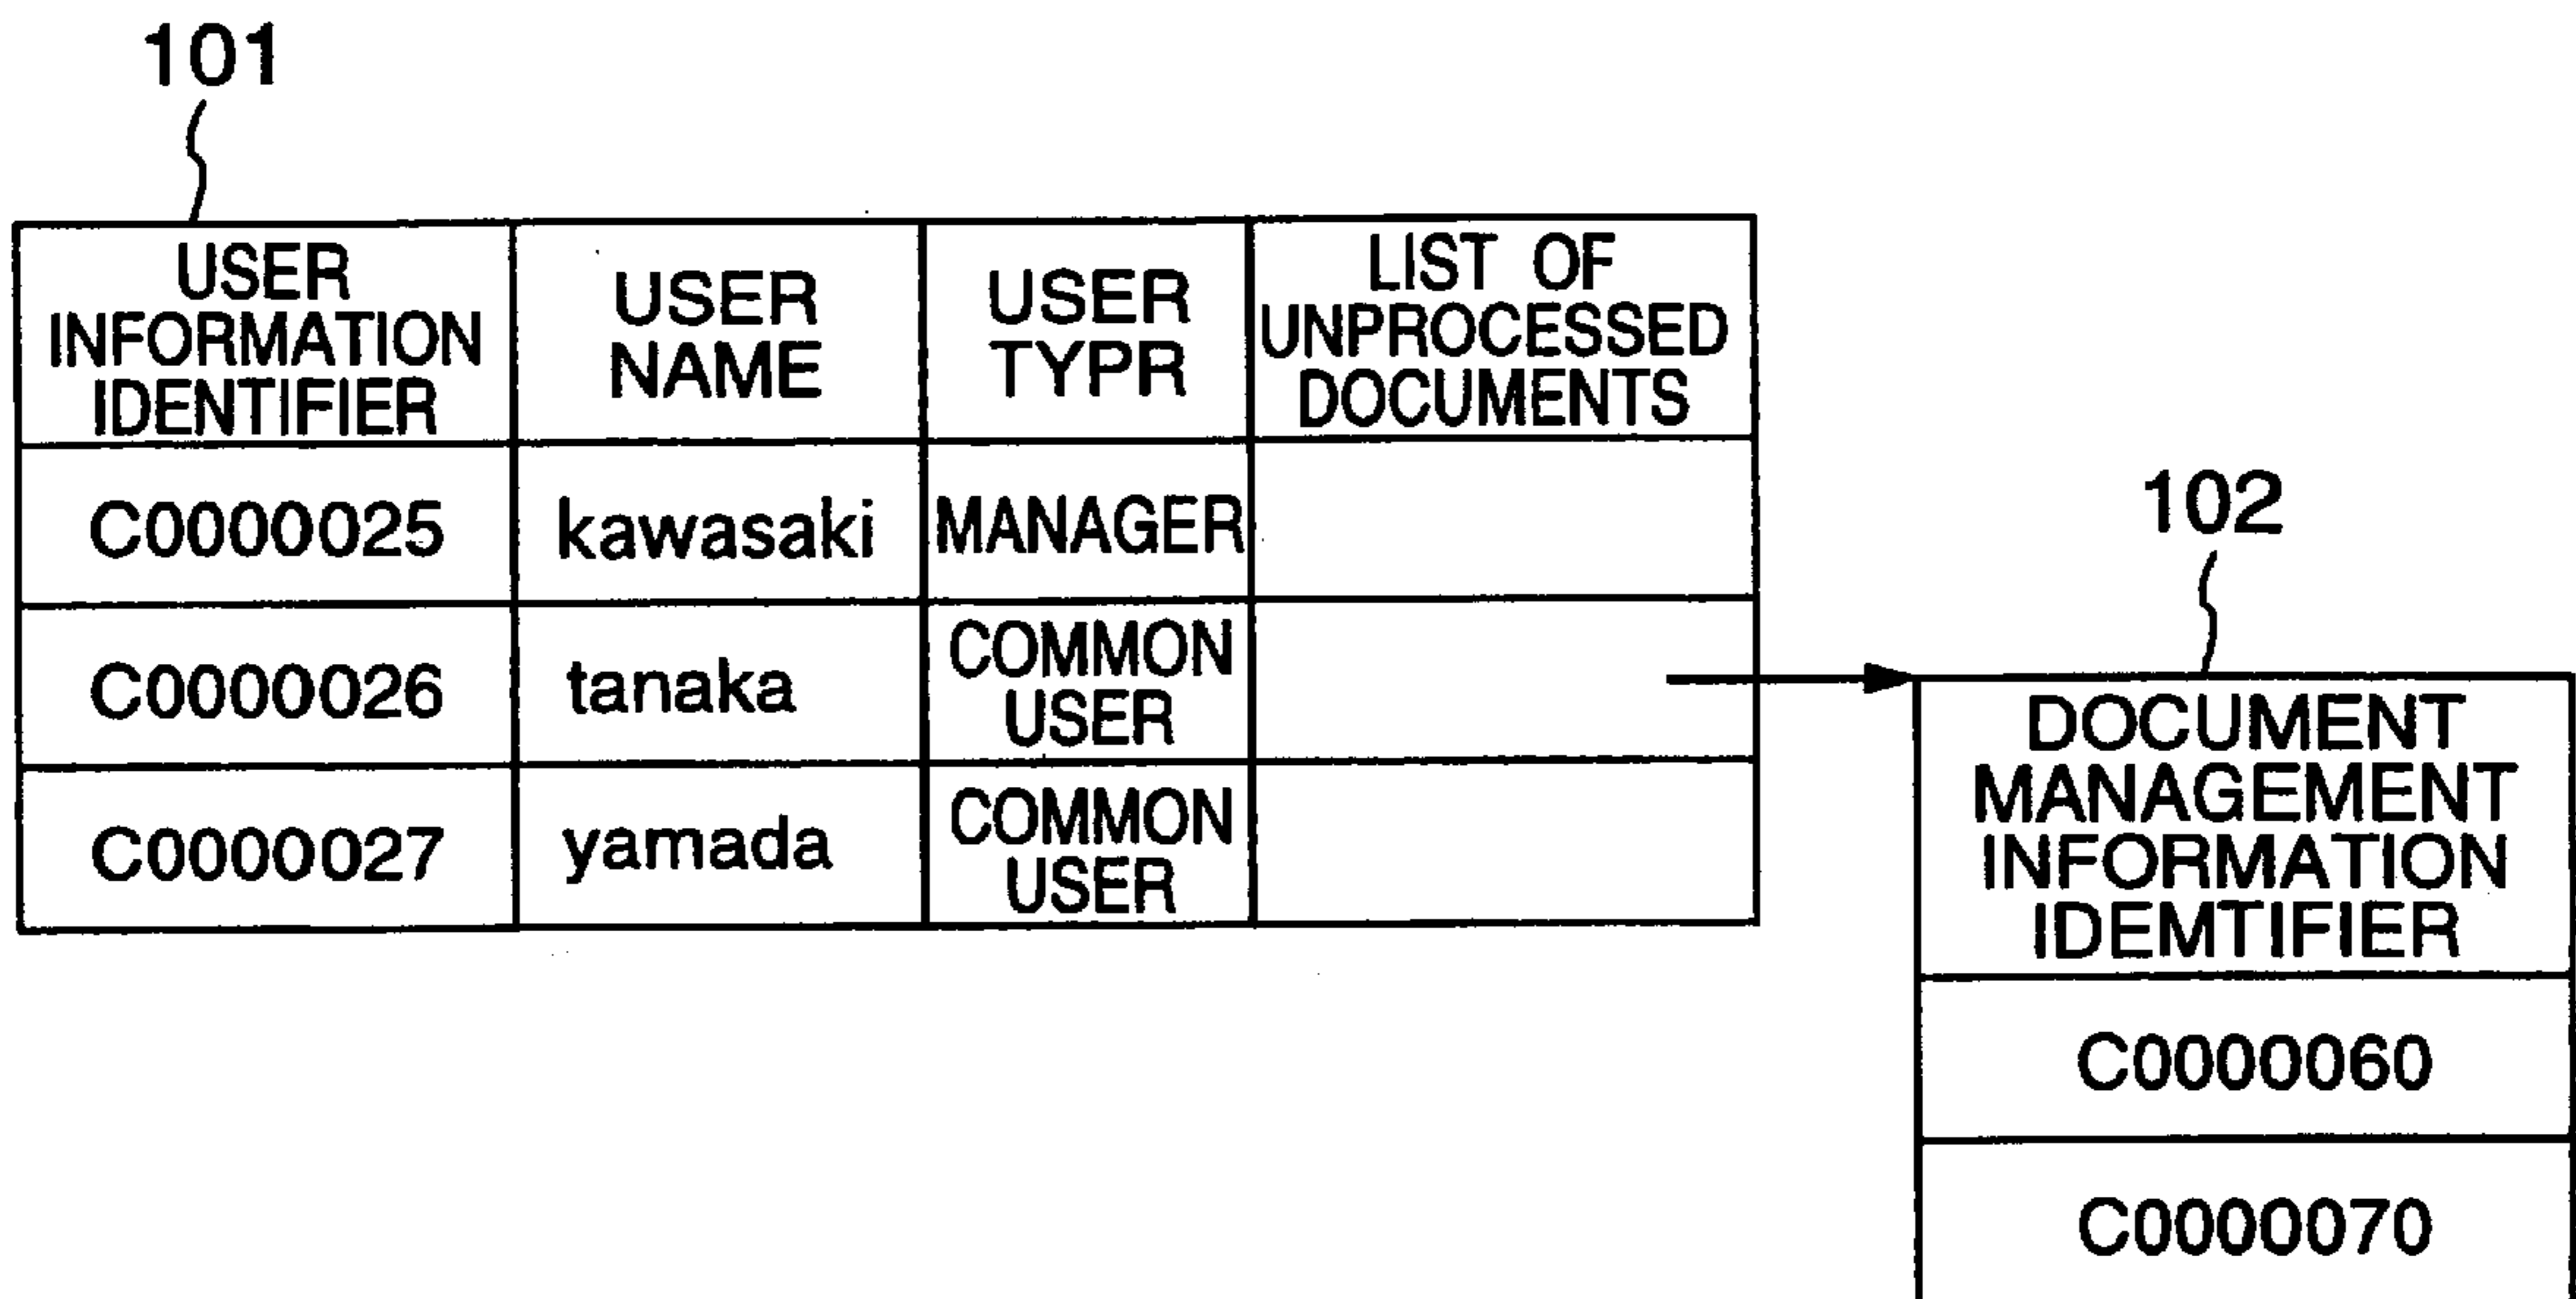 101
USER
INFORMATION
IDENTIFIER
USER
NAME
USER
TYPR
LIST OF
UNPROCESSED
DOCUMENTS
C0000025
kawasaki
MANAGER
C0000026
tanaka
COMMON
USER
C0000027
yamada
COMMON
USER
102
DOCUMENT
MANAGEMENT
INFORMATION
IDEMTIFIER
C0000060
C0000070